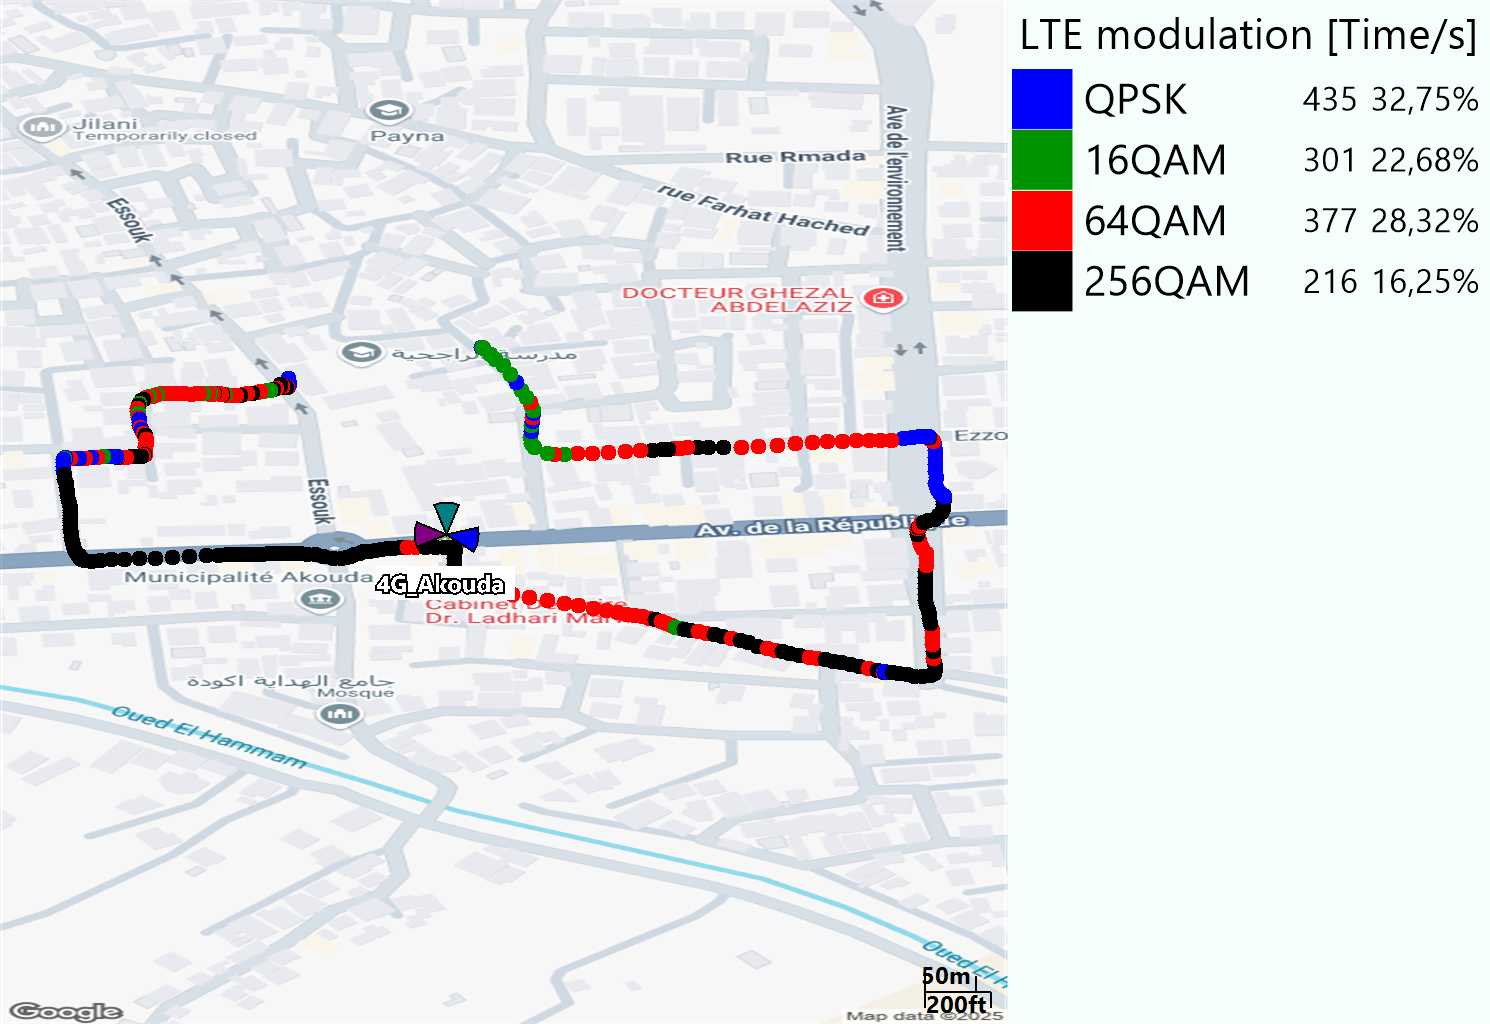 LTE modulation [Time/s]
QPSK 435 32,75%
16QAM 301 22,68%
64QAM 377 28,32%
256QAM 216 16,25%
Jilani
Temporarily closed
Payna
Ave de l'environnement
Rue Rmada
rue Farhat Hached
Essouk
DOCTEUR GHEZAL
ABDELAZIZ
Ezzo
Essouk
Av. de la République
Municipalité Akouda
4G_Akouda
Cabinet
Dr. Ladhari
جامع الهداية اكودة
Mosque
Oued El Hammam
Oued El H
50m
200ft
Google
Map data ©2025